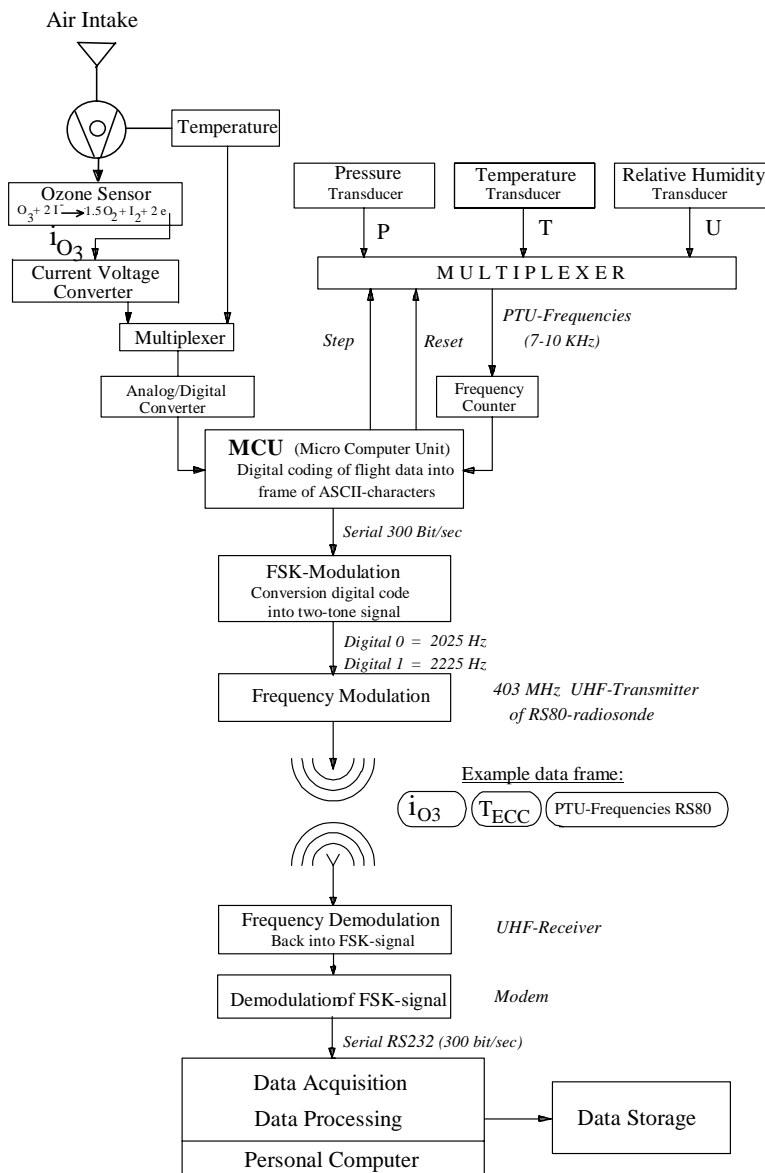 Air Intake
Temperature
Ozone Sensor
O3 + 2 I- → 1.5 O2 + I2 + 2 e
iO3
Current Voltage
Converter
Multiplexer
Analog/Digital
Converter
Pressure
Transducer
Temperature
Transducer
Relative Humidity
Transducer
P
T
U
MULTIPLEXER
Step
Reset
PTU-Frequencies
(7-10 KHz)
Frequency
Counter
MCU (Micro Computer Unit)
Digital coding of flight data into
frame of ASCII-characters
Serial 300 Bit/sec
FSK-Modulation
Conversion digital code
into two-tone signal
Digital 0 = 2025 Hz
Digital 1 = 2225 Hz
Frequency Modulation
403 MHz UHF-Transmitter
of RS80-radiosonde
Example data frame:
iO3
TECC
PTU-Frequencies RS80
Frequency Demodulation
Back into FSK-signal
UHF-Receiver
Demodulation of FSK-signal
Modem
Serial RS232 (300 bit/sec)
Data Acquisition
Data Processing
Personal Computer
Data Storage